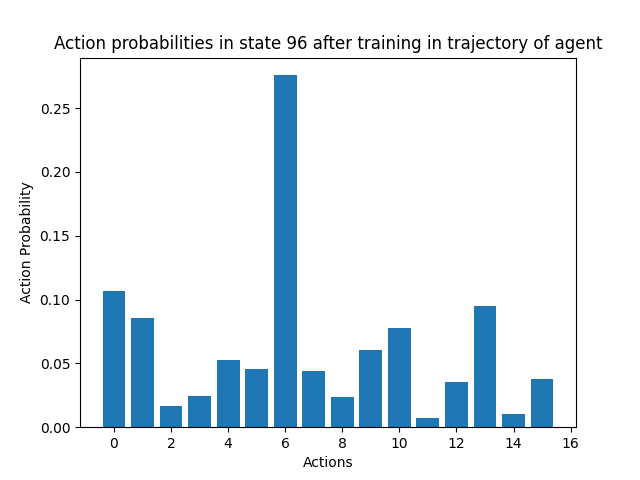 Action probabilities in state 96 after training in trajectory of agent
Action Probability
0.25
0.20
0.15
0.10
0.05
0.00
0 2 4 6 8 10 12 14 16
Actions